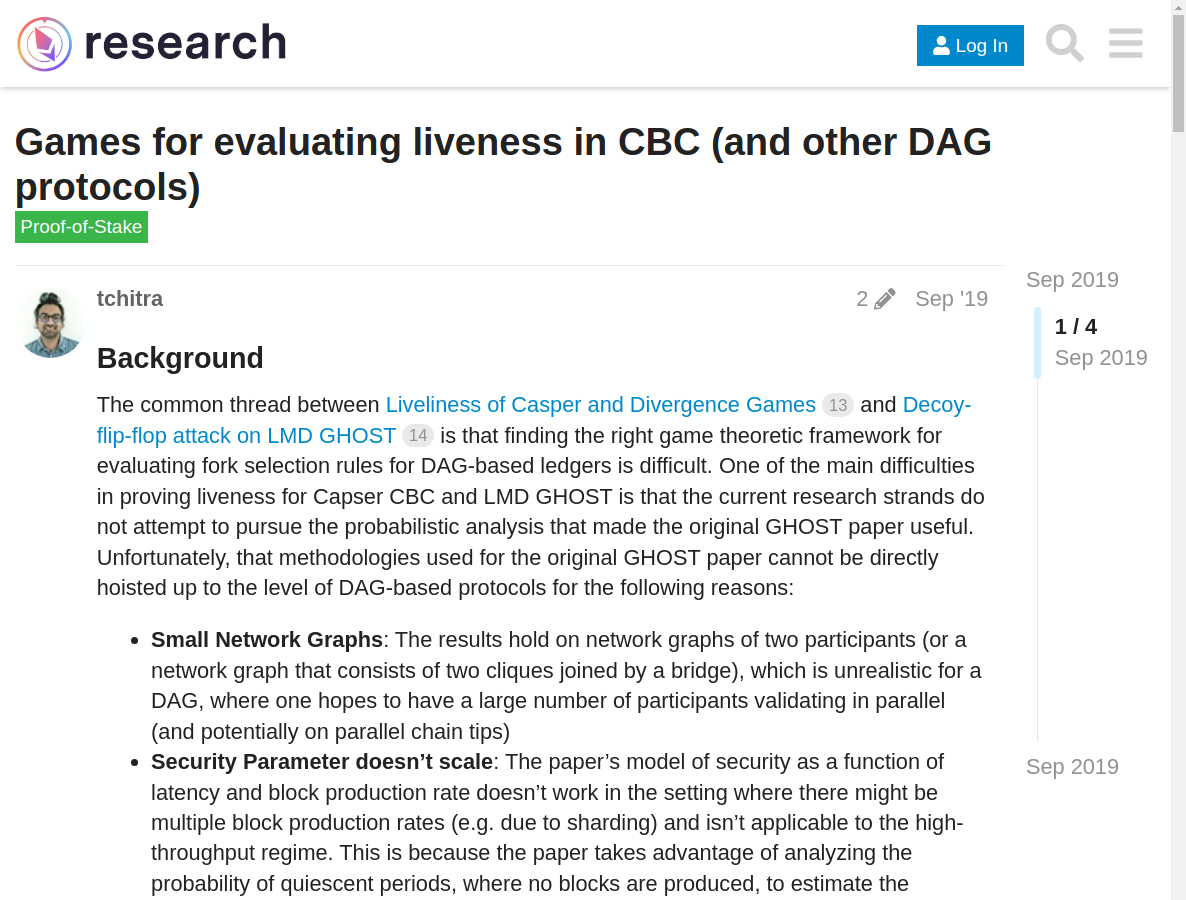 research
Log In
Games for evaluating liveness in CBC (and other DAG
protocols)
Proof-of-Stake
tchitra
2
Sep '19
Background
The common thread between Liveliness of Casper and Divergence Games 13 and Decoy-
flip-flop attack on LMD GHOST 14 is that finding the right game theoretic framework for
evaluating fork selection rules for DAG-based ledgers is difficult. One of the main difficulties
in proving liveness for Capser CBC and LMD GHOST is that the current research strands do
not attempt to pursue the probabilistic analysis that made the original GHOST paper useful.
Unfortunately, that methodologies used for the original GHOST paper cannot be directly
hoisted up to the level of DAG-based protocols for the following reasons:
Small Network Graphs: The results hold on network graphs of two participants (or a
network graph that consists of two cliques joined by a bridge), which is unrealistic for a
DAG, where one hopes to have a large number of participants validating in parallel
(and potentially on parallel chain tips)
Security Parameter doesn’t scale: The paper’s model of security as a function of
latency and block production rate doesn’t work in the setting where there might be
multiple block production rates (e.g. due to sharding) and isn’t applicable to the high-
throughput regime. This is because the paper takes advantage of analyzing the
probability of quiescent periods, where no blocks are produced, to estimate the
Sep 2019
1 / 4
Sep 2019
Sep 2019